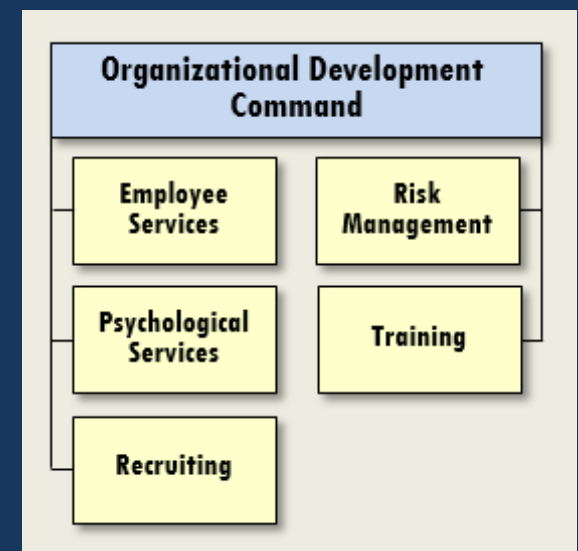 Organizational Development
Command
Employee
Services
Risk
Management
Psychological
Services
Training
Recruiting